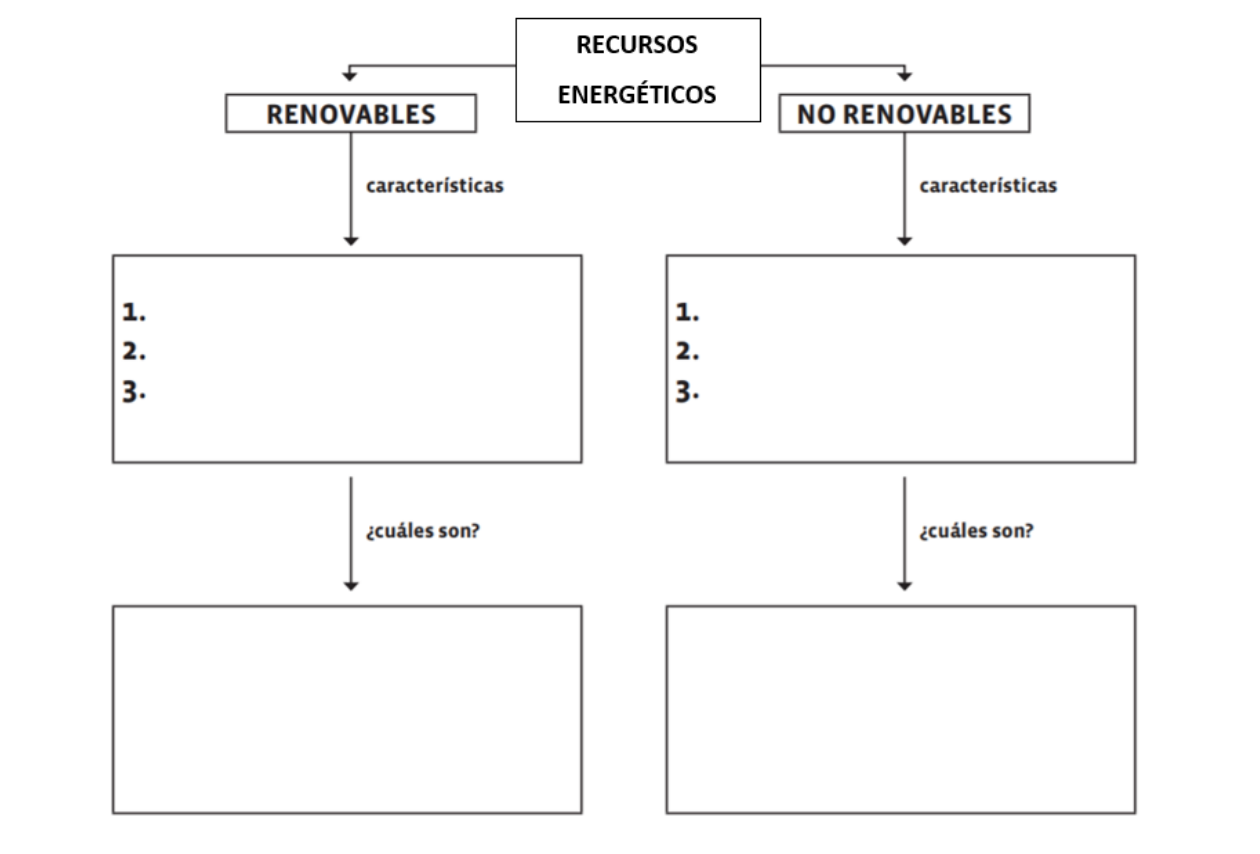 RECURSOS
ENERGÉTICOS
RENOVABLES
NO RENOVABLES
características
características
1.
2.
3.
1.
2.
3.
¿cuáles son?
¿cuáles son?